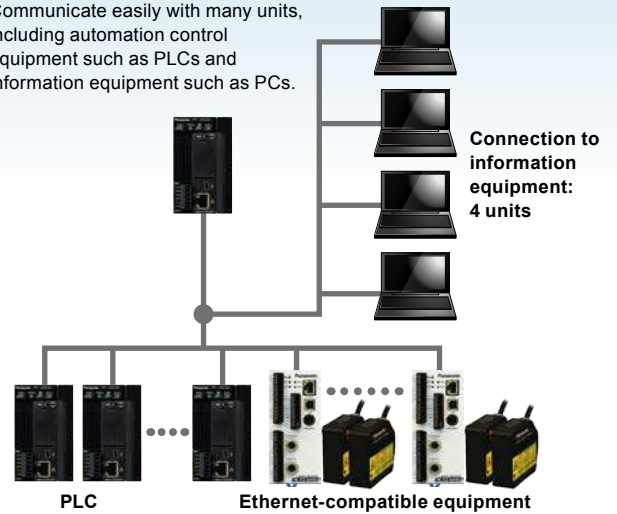 Communicate easily with many units,
including automation control
equipment such as PLCs and
information equipment such as PCs.
Connection to
information
equipment:
4 units
PLC
Ethernet-compatible equipment